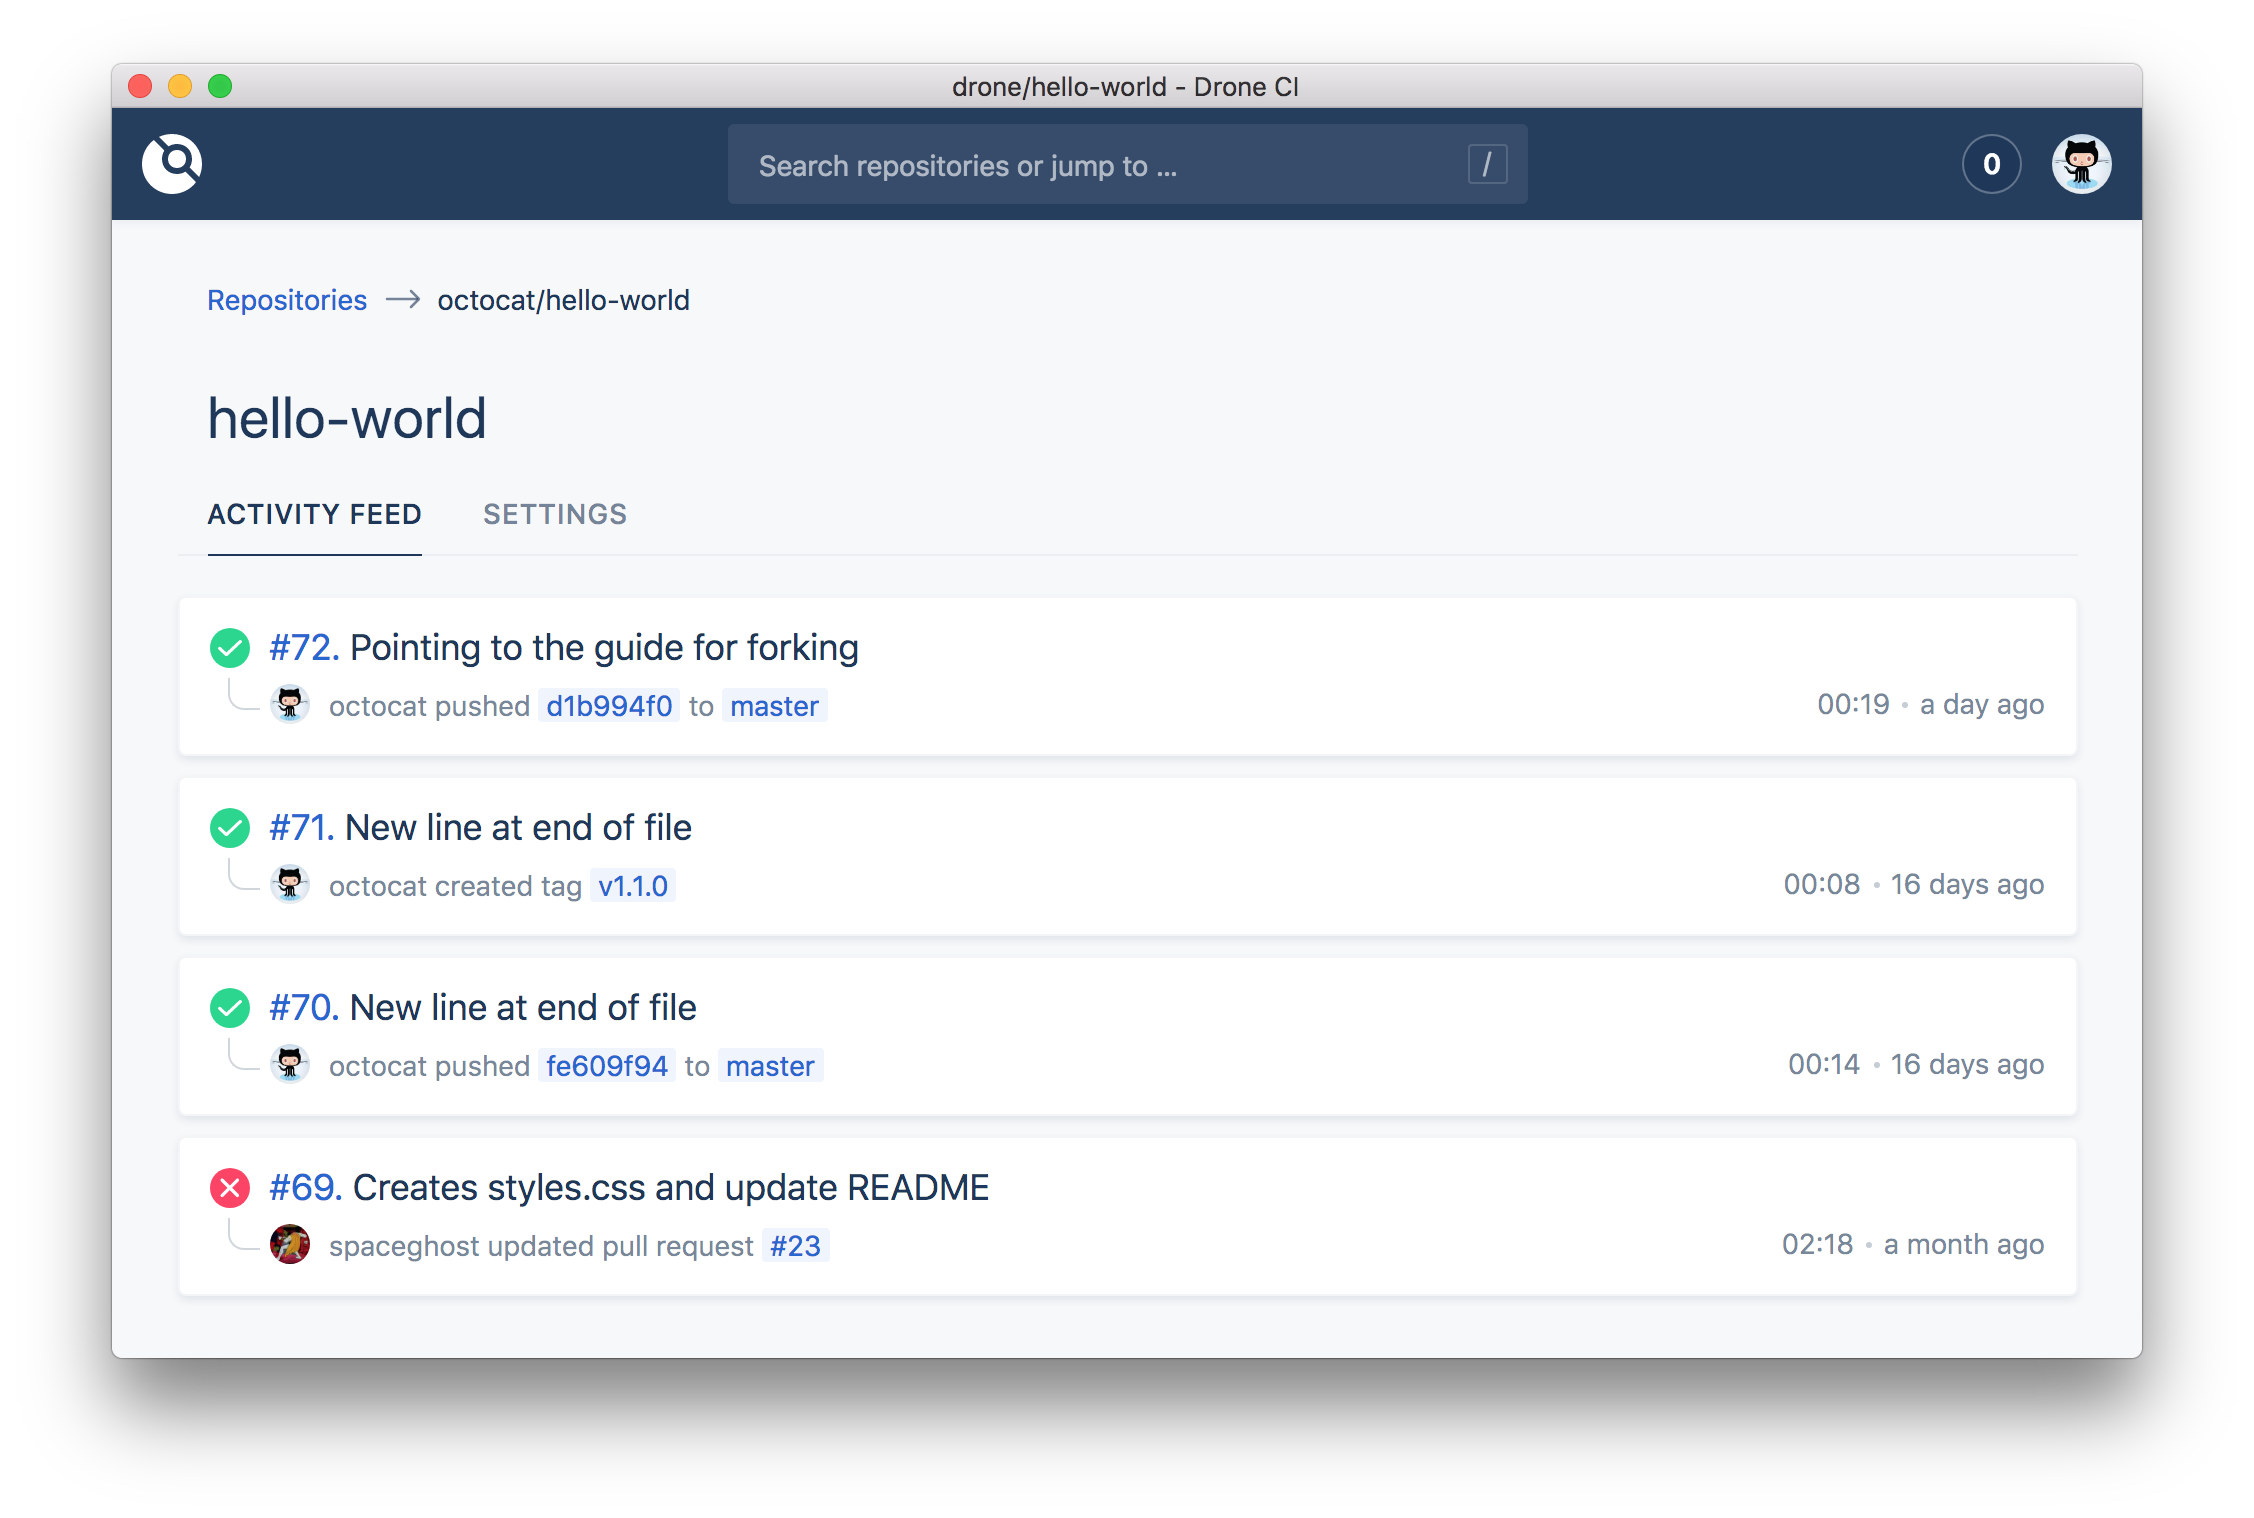 drone/hello-world - Drone CI
Search repositories or jump to ... /
0
Repositories → octocat/hello-world
hello-world
ACTIVITY FEED SETTINGS
#72. Pointing to the guide for forking
octocat pushed d1b994f0 to master 00:19 • a day ago
#71. New line at end of file
octocat created tag v1.1.0 00:08 • 16 days ago
#70. New line at end of file
octocat pushed fe609f94 to master 00:14 • 16 days ago
#69. Creates styles.css and update README
spaceghost updated pull request #23 02:18 • a month ago